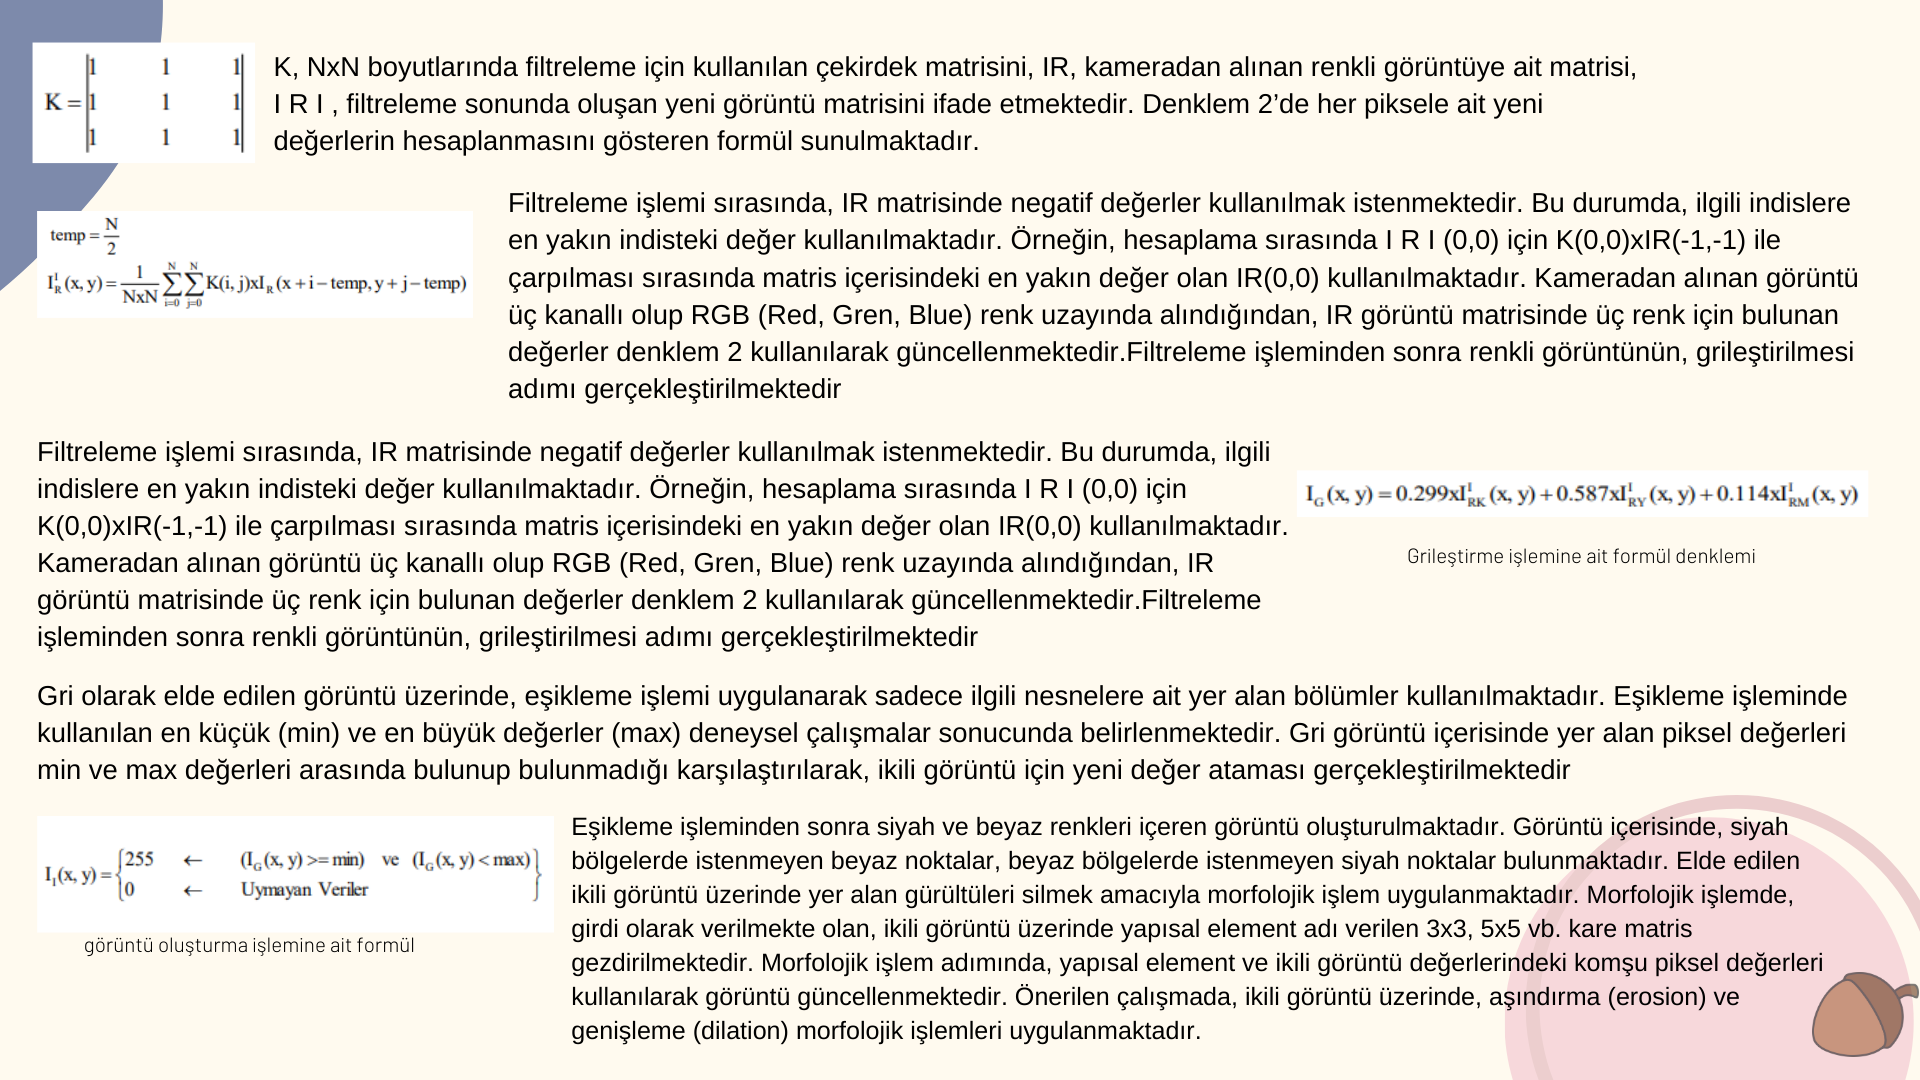 K = |1 1 1|
|1 1 1|
|1 1 1|
K, NxN boyutlarında filtreleme için kullanılan çekirdek matrisini, IR, kameradan alınan renkli görüntüye ait matrisi,
I R I , filtreleme sonunda oluşan yeni görüntü matrisini ifade etmektedir. Denklem 2’de her piksele ait yeni
değerlerin hesaplanmasını gösteren formül sunulmaktadır.
temp = N/2
I_R^I (x, y) = 1/NxN ∑_{i=0}^{N} ∑_{j=0}^{N} K(i, j)xI_R (x + i − temp, y + j − temp)
Filtreleme işlemi sırasında, IR matrisinde negatif değerler kullanılmak istenmektedir. Bu durumda, ilgili indislere
en yakın indisteki değer kullanılmaktadır. Örneğin, hesaplama sırasında I R I (0,0) için K(0,0)xIR(-1,-1) ile
çarpılması sırasında matris içerisindeki en yakın değer olan IR(0,0) kullanılmaktadır. Kameradan alınan görüntü
üç kanallı olup RGB (Red, Gren, Blue) renk uzayında alındığından, IR görüntü matrisinde üç renk için bulunan
değerler denklem 2 kullanılarak güncellenmektedir.Filtreleme işleminden sonra renkli görüntünün, grileştirilmesi
adımı gerçekleştirilmektedir
Filtreleme işlemi sırasında, IR matrisinde negatif değerler kullanılmak istenmektedir. Bu durumda, ilgili
indislere en yakın indisteki değer kullanılmaktadır. Örneğin, hesaplama sırasında I R I (0,0) için
K(0,0)xIR(-1,-1) ile çarpılması sırasında matris içerisindeki en yakın değer olan IR(0,0) kullanılmaktadır.
Kameradan alınan görüntü üç kanallı olup RGB (Red, Gren, Blue) renk uzayında alındığından, IR
görüntü matrisinde üç renk için bulunan değerler denklem 2 kullanılarak güncellenmektedir.Filtreleme
işleminden sonra renkli görüntünün, grileştirilmesi adımı gerçekleştirilmektedir
I_G (x, y) = 0.299xI_RK^I (x, y) + 0.587xI_RY^I (x, y) + 0.114xI_RM^I (x, y)
Grileştirme işlemine ait formül denklemi
Gri olarak elde edilen görüntü üzerinde, eşikleme işlemi uygulanarak sadece ilgili nesnelere ait yer alan bölümler kullanılmaktadır. Eşikleme işleminde
kullanılan en küçük (min) ve en büyük değerler (max) deneysel çalışmalar sonucunda belirlenmektedir. Gri görüntü içerisinde yer alan piksel değerleri
min ve max değerleri arasında bulunup bulunmadığı karşılaştırılarak, ikili görüntü için yeni değer ataması gerçekleştirilmektedir
I_I (x, y) = {255 ← (I_G (x, y) >= min) ve (I_G (x, y) < max)
0 ← Uymayan Veriler}
görüntü oluşturma işlemine ait formül
Eşikleme işleminden sonra siyah ve beyaz renkleri içeren görüntü oluşturulmaktadır. Görüntü içerisinde, siyah
bölgelerde istenmeyen beyaz noktalar, beyaz bölgelerde istenmeyen siyah noktalar bulunmaktadır. Elde edilen
ikili görüntü üzerinde yer alan gürültüleri silmek amacıyla morfolojik işlem uygulanmaktadır. Morfolojik işlemde,
girdi olarak verilmekte olan, ikili görüntü üzerinde yapısal element adı verilen 3x3, 5x5 vb. kare matris
gezdirilmektedir. Morfolojik işlem adımında, yapısal element ve ikili görüntü değerlerindeki komşu piksel değerleri
kullanılarak görüntü güncellenmektedir. Önerilen çalışmada, ikili görüntü üzerinde, aşındırma (erosion) ve
genişleme (dilation) morfolojik işlemleri uygulanmaktadır.